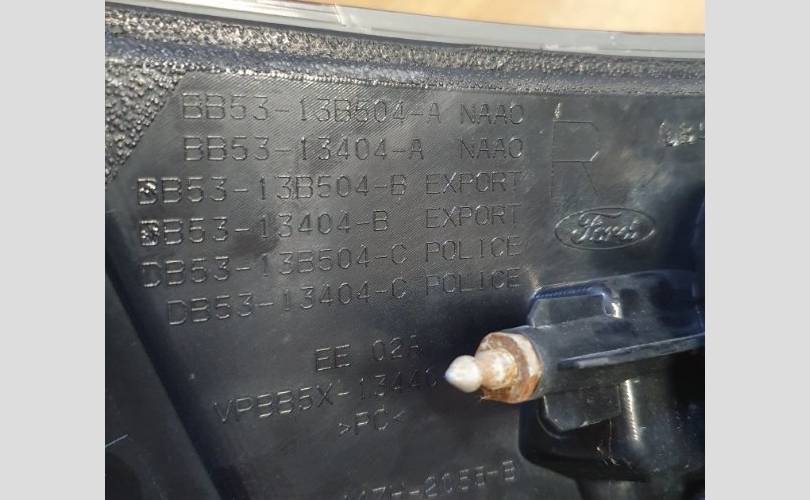 BB53-13B504-A NAAO
BB53-13404-A NAAO
R
BB53-13B504-B EXPORT
BB53-13404-B EXPORT
Ford
DB53-13B504-C POLICE
DB53-13404-C POLICE
EE 02A
>PC<